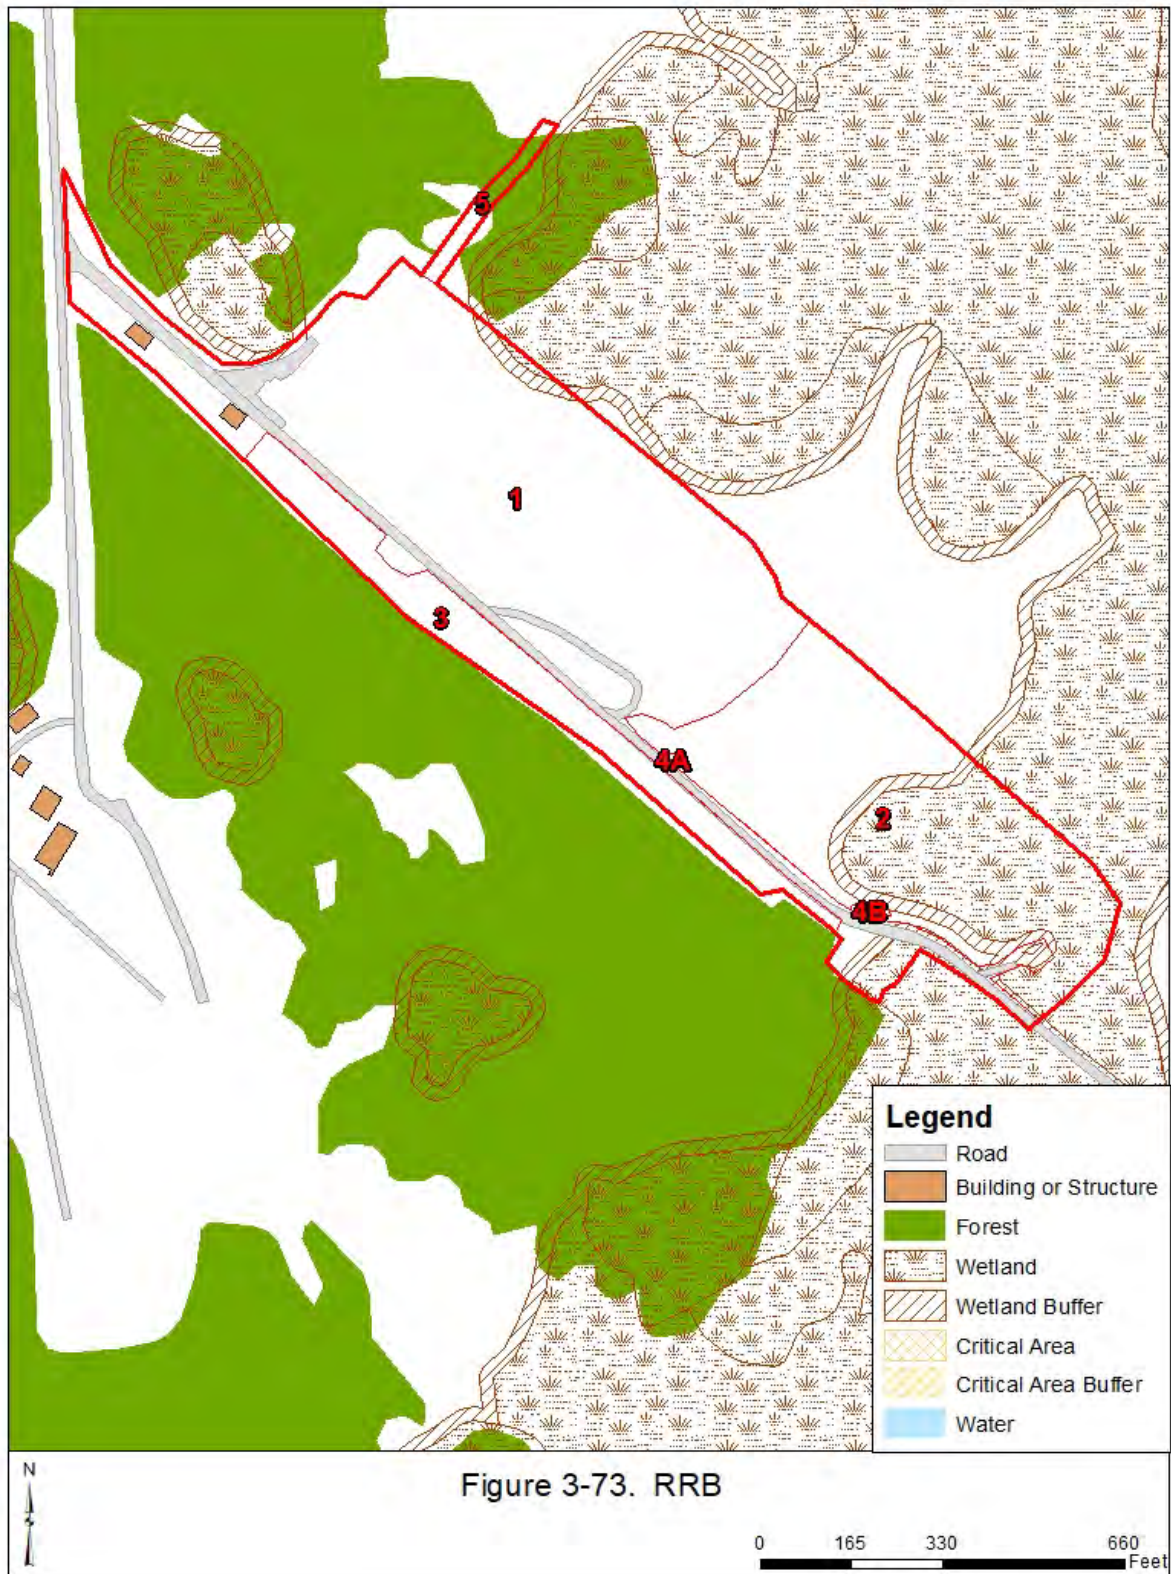 5
1
3
4A
2
4B
Legend
Road
Building or Structure
Forest
Wetland
Wetland Buffer
Critical Area
Critical Area Buffer
Water
Figure 3-73. RRB
N
0 165 330 660
Feet